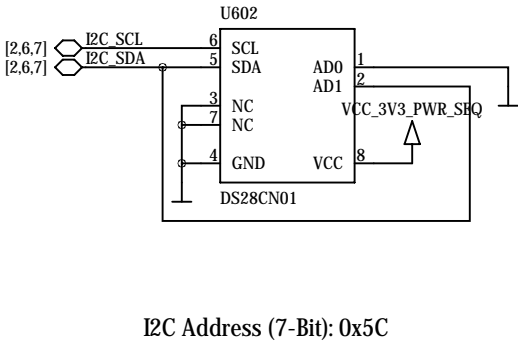 U602
[2,6,7] I2C_SCL 6 SCL
[2,6,7] I2C_SDA 5 SDA AD0 1
AD1 2
3 NC VCC_3V3_PWR_SEQ
7 NC
4 GND VCC 8
DS28CN01
I2C Address (7-Bit): 0x5C